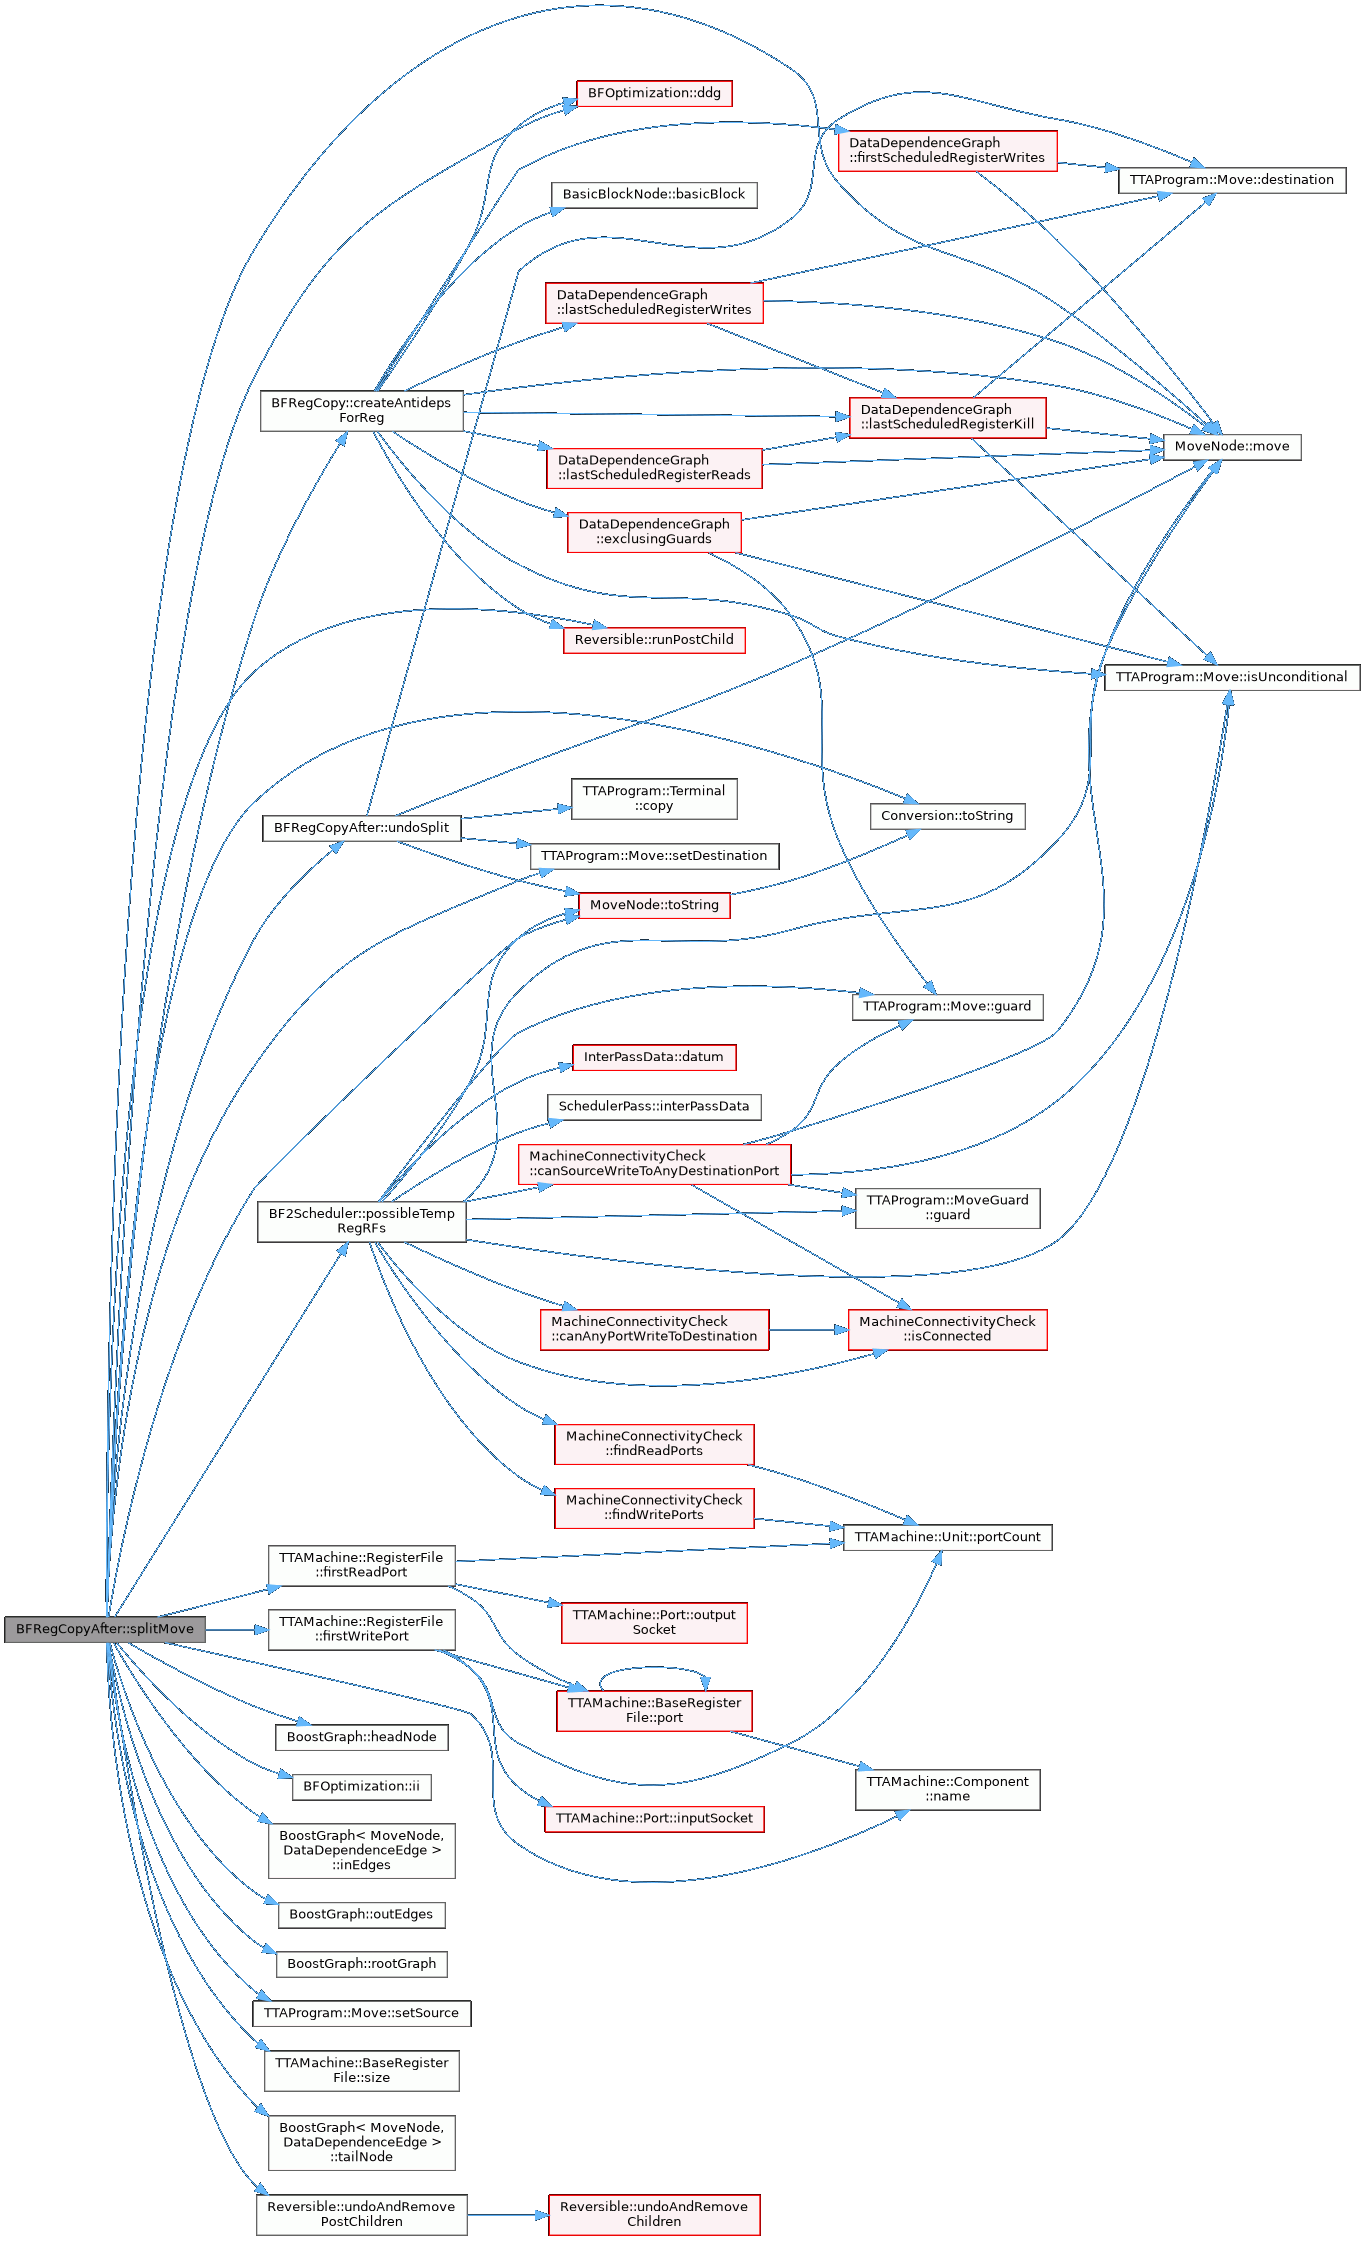 BFOptimization::ddg
DataDependenceGraph
::firstScheduledRegisterWrites
TTAProgram::Move::destination
BasicBlockNode::basicBlock
DataDependenceGraph
::lastScheduledRegisterWrites
BFRegCopy::createAntideps
ForReg
DataDependenceGraph
::lastScheduledRegisterKill
MoveNode::move
DataDependenceGraph
::lastScheduledRegisterReads
DataDependenceGraph
::exclusingGuards
Reversible::runPostChild
TTAProgram::Move::isUnconditional
TTAProgram::Terminal
::copy
Conversion::toString
BFRegCopyAfter::undoSplit
TTAProgram::Move::setDestination
MoveNode::toString
TTAProgram::Move::guard
InterPassData::datum
SchedulerPass::interPassData
MachineConnectivityCheck
::canSourceWriteToAnyDestinationPort
TTAProgram::MoveGuard
::guard
BF2Scheduler::possibleTemp
RegRFs
MachineConnectivityCheck
::canAnyPortWriteToDestination
MachineConnectivityCheck
::isConnected
MachineConnectivityCheck
::findReadPorts
MachineConnectivityCheck
::findWritePorts
TTAMachine::Unit::portCount
TTAMachine::RegisterFile
::firstReadPort
TTAMachine::Port::output
Socket
BFRegCopyAfter::splitMove
TTAMachine::RegisterFile
::firstWritePort
TTAMachine::BaseRegister
File::port
BoostGraph::headNode
BFOptimization::ii
TTAMachine::Component
::name
TTAMachine::Port::inputSocket
BoostGraph< MoveNode,
DataDependenceEdge >
::inEdges
BoostGraph::outEdges
BoostGraph::rootGraph
TTAProgram::Move::setSource
TTAMachine::BaseRegister
File::size
BoostGraph< MoveNode,
DataDependenceEdge >
::tailNode
Reversible::undoAndRemove
PostChildren
Reversible::undoAndRemove
Children